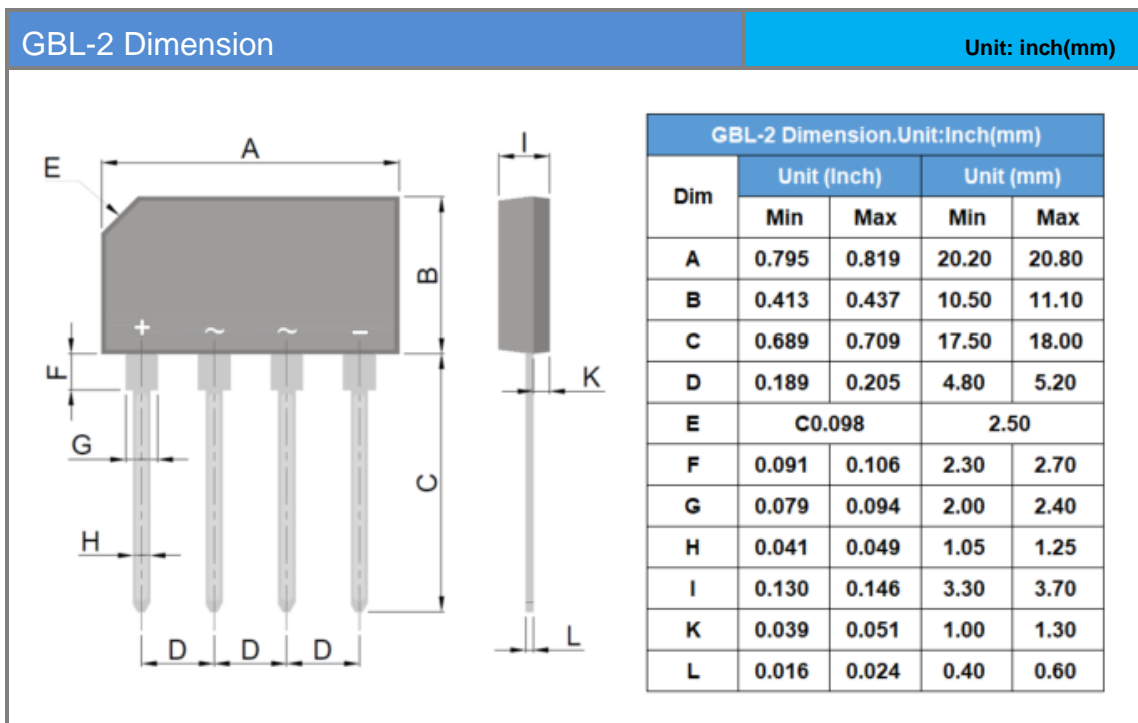 GBL-2 Dimension
Unit: inch(mm)
A
E
B
+ ~ ~ -
F
G
C
H
D D D
I
K
L
GBL-2 Dimension.Unit:Inch(mm)
Dim Unit (Inch) Unit (mm)
Min Max Min Max
A 0.795 0.819 20.20 20.80
B 0.413 0.437 10.50 11.10
C 0.689 0.709 17.50 18.00
D 0.189 0.205 4.80 5.20
E C0.098 2.50
F 0.091 0.106 2.30 2.70
G 0.079 0.094 2.00 2.40
H 0.041 0.049 1.05 1.25
I 0.130 0.146 3.30 3.70
K 0.039 0.051 1.00 1.30
L 0.016 0.024 0.40 0.60